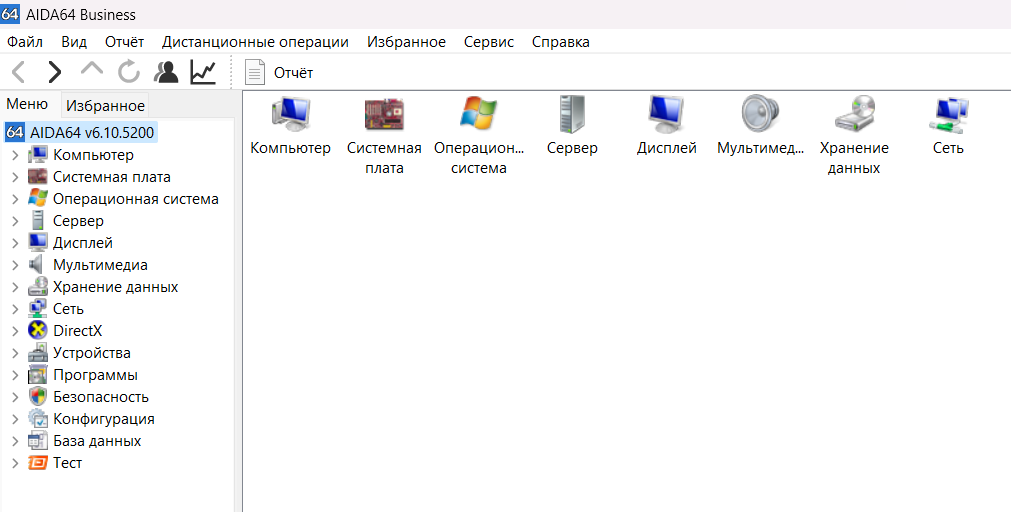 64 AIDA64 Business
Файл Вид Отчёт Дистанционные операции Избранное Сервис Справка
Отчёт
Меню Избранное
64 AIDA64 v6.10.5200
Компьютер
Системная плата
Операционная система
Сервер
Дисплей
Мультимедиа
Хранение данных
Сеть
DirectX
Устройства
Программы
Безопасность
Конфигурация
База данных
Тест
Компьютер Системная Операцион... Сервер Дисплей Мультимед... Хранение Сеть
плата система данных